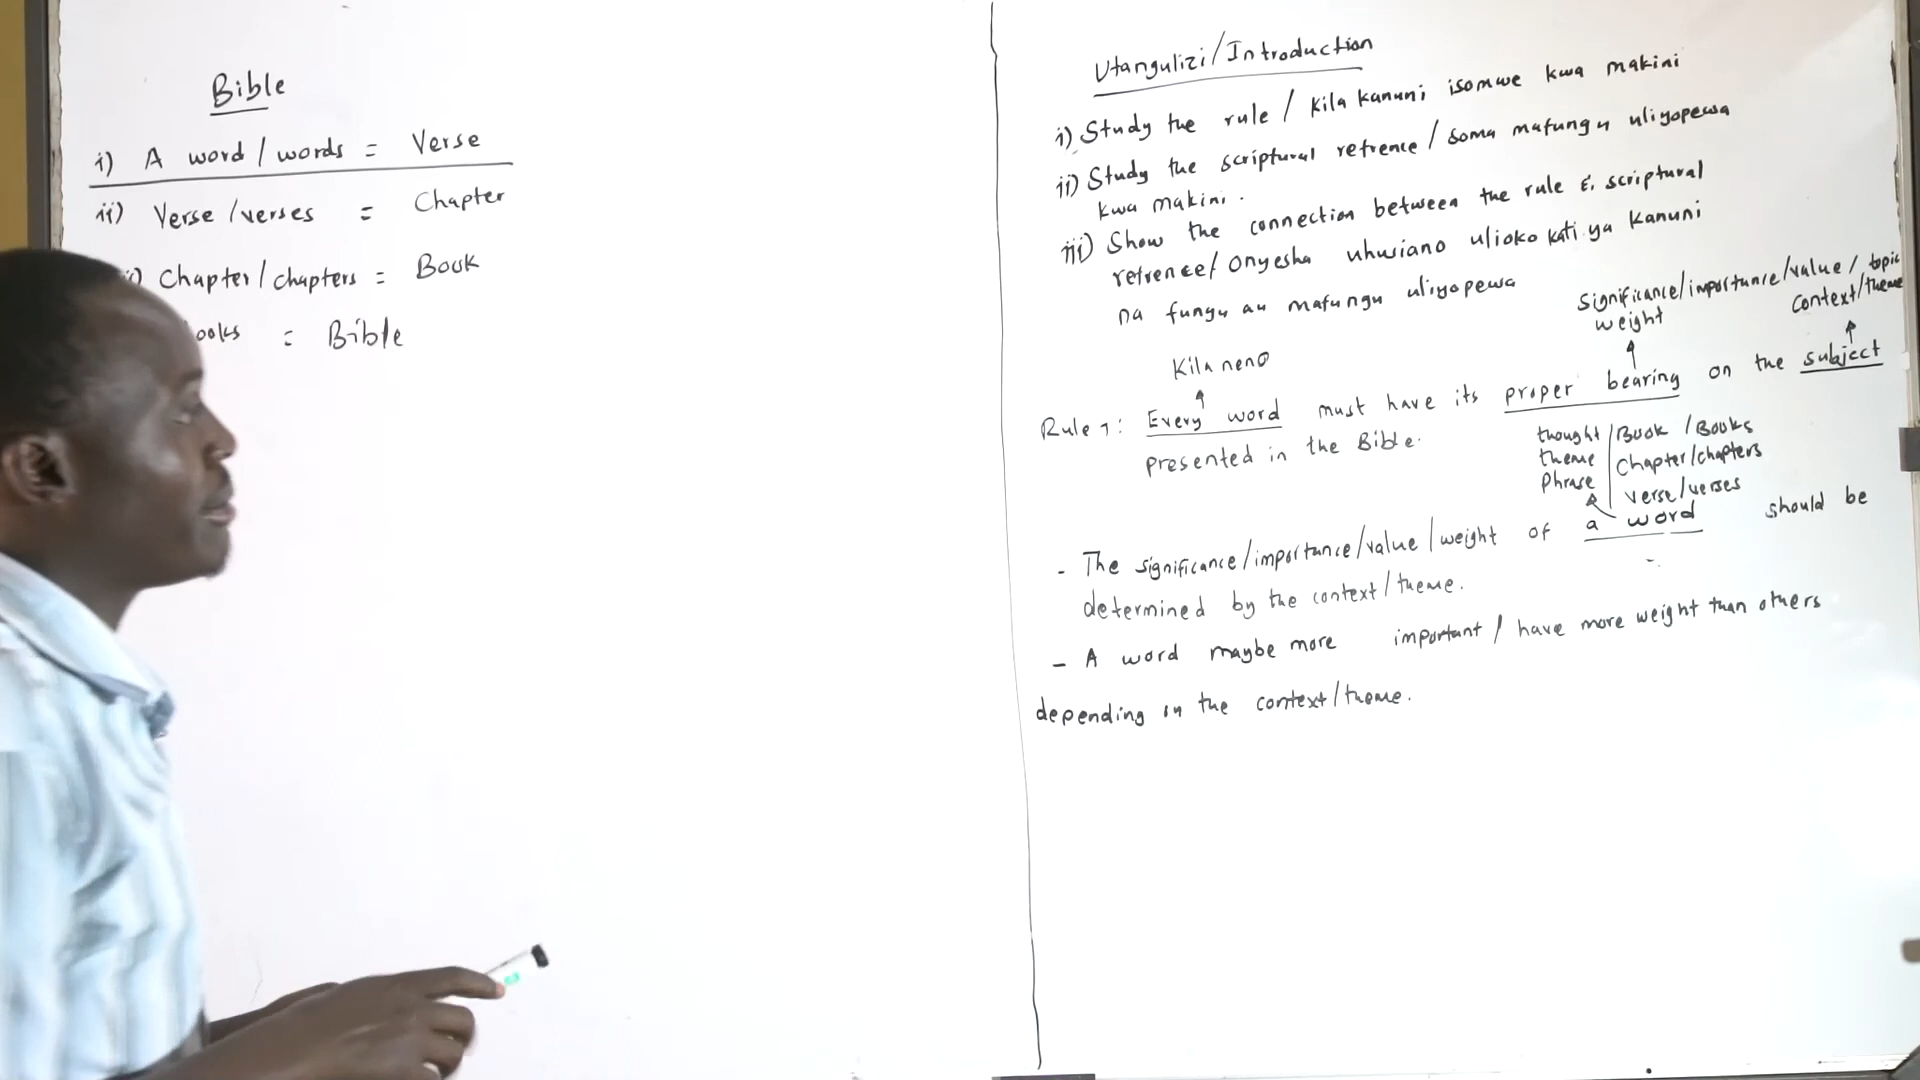 Bible
i) A word/words = Verse
ii) Verse/verses = Chapter
) Chapter/chapters = Book
ooks = Bible
Utangulizi/Introduction
i) Study the rule / Kila kanuni isomwe kwa makini
ii) Study the scriptural refrence / soma mafungu uliyopewa
kwa makini.
iii) Show the connection between the rule & scriptural
refrence/ Onyesha uhusiano ulioko kati ya kanuni
na fungu au mafungu uliyopewa
Significance/importance/value / topic
weight
context/theme
Kila neno
Rule 1: Every word must have its proper bearing on the subject
presented in the Bible.
thought / Book / Books
theme Chapter/chapters
Phrase verse/verses
- The significance/importance/value/weight of a word should be
determined by the context/theme.
- A word maybe more important / have more weight than others
depending on the context/theme.